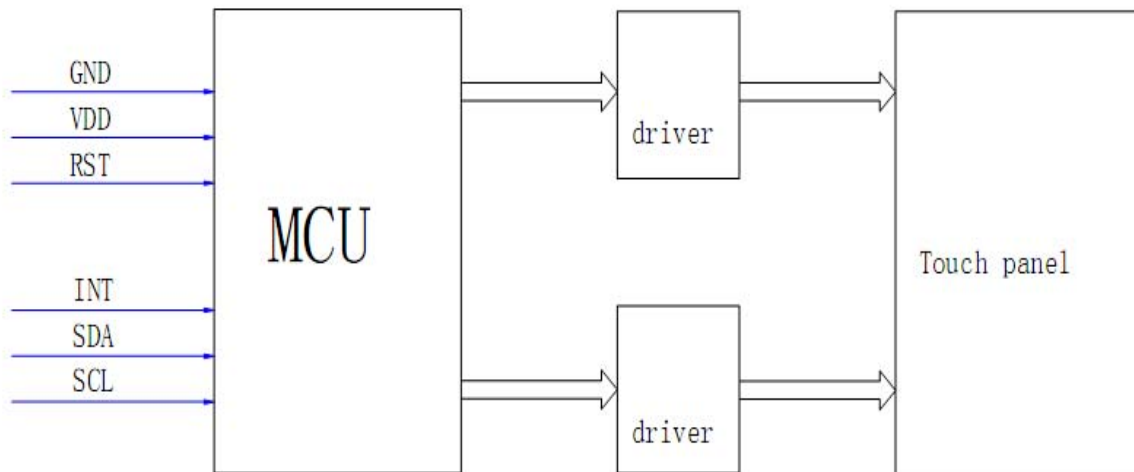 GND
VDD
RST
INT
SDA
SCL
MCU
driver
driver
Touch panel